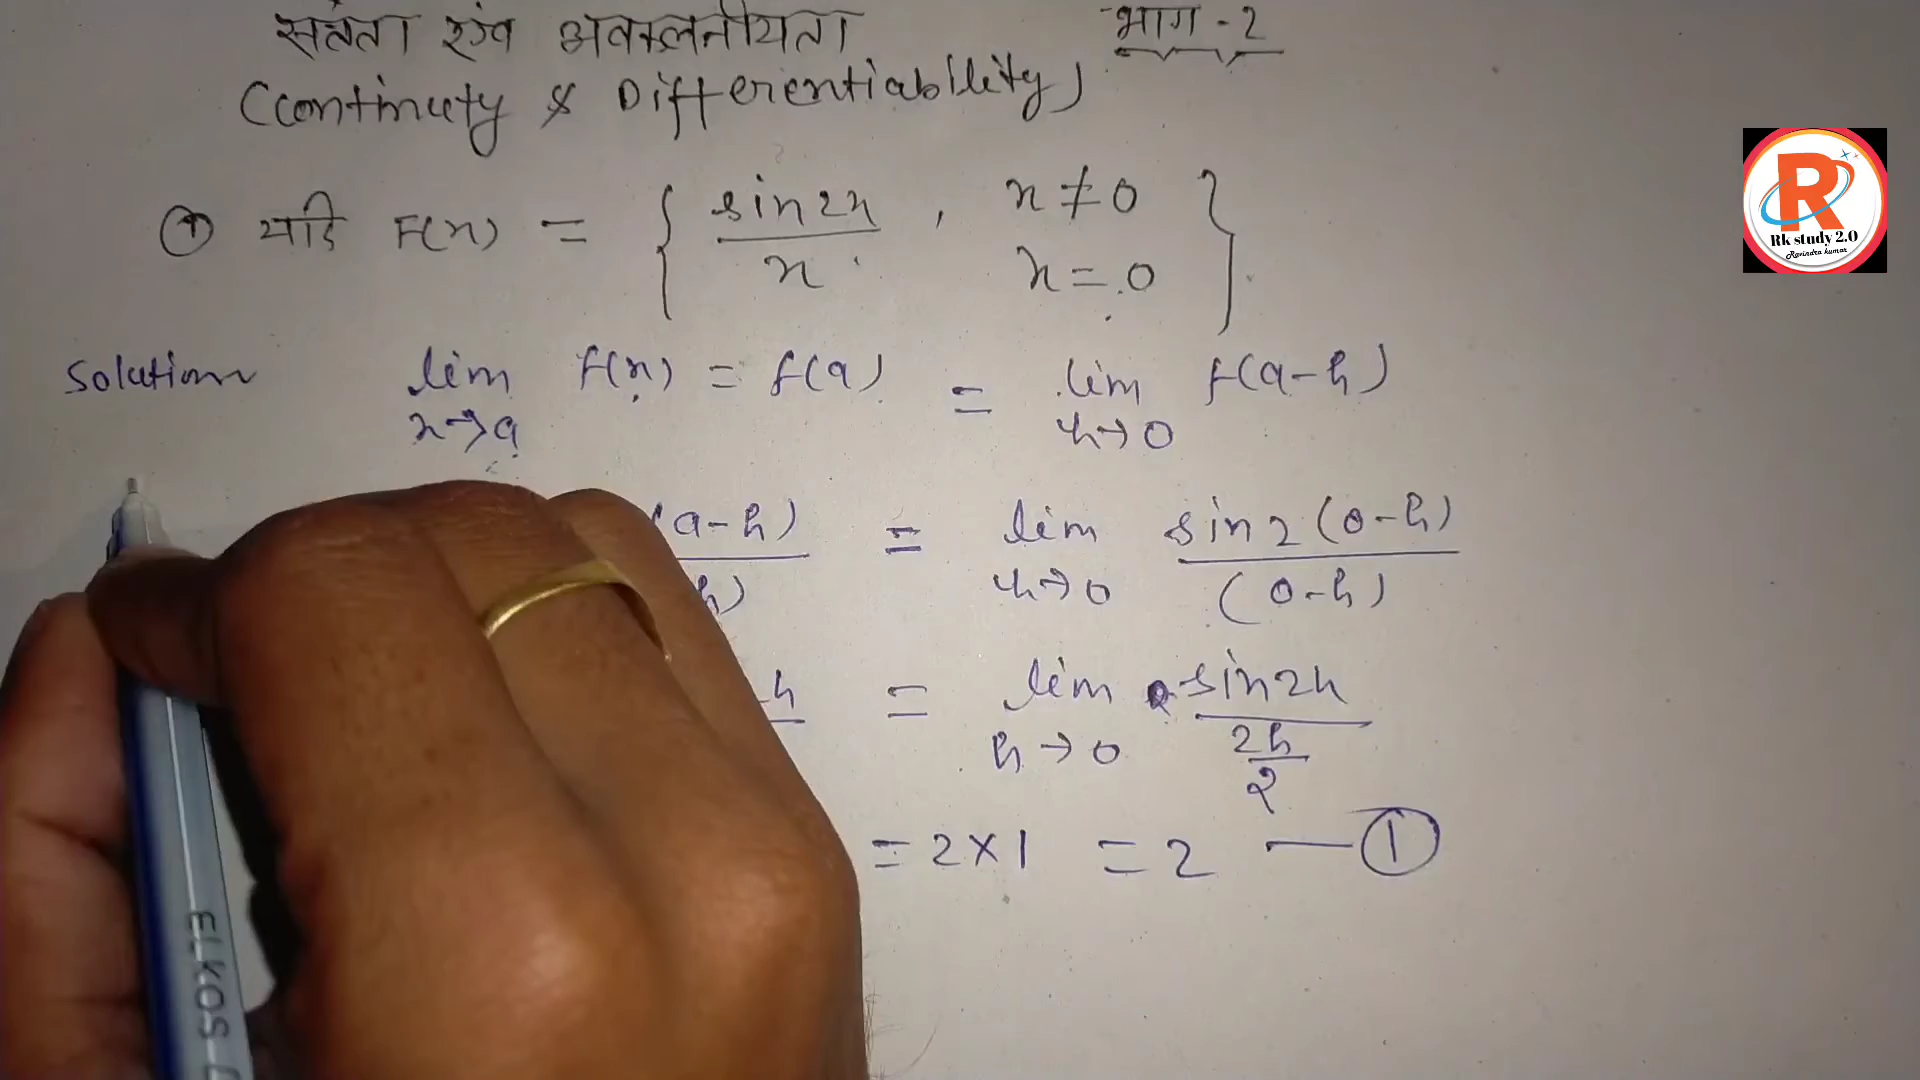 सतता एंव अवकलनीयता भाग - 2
(continuty & Differentiability)
① यदि F(x) = { sin2x / x , x ≠ 0
x = 0 }
R
Rk study 2.0
Ravindra kumar
Solution lim x→a f(x) = f(a) = lim h→0 f(a-h)
(a-h) / h) = lim h→0 sin2(0-h) / (0-h)
h = lim h→0 2 sin2h / 2h/2
= 2×1 = 2 — ①
ELKOS